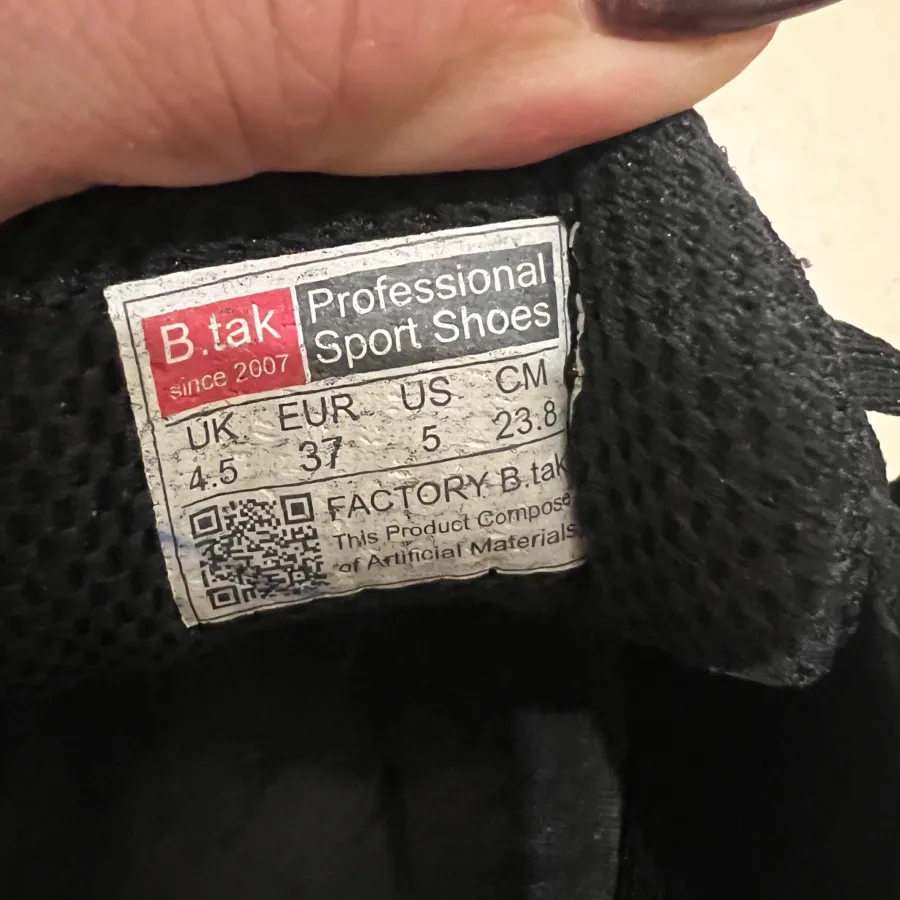 B.tak
since 2007
Professional
Sport Shoes
UK EUR US CM
4.5 37 5 23.8
FACTORY B.tak
This Product Compose
of Artificial Materials